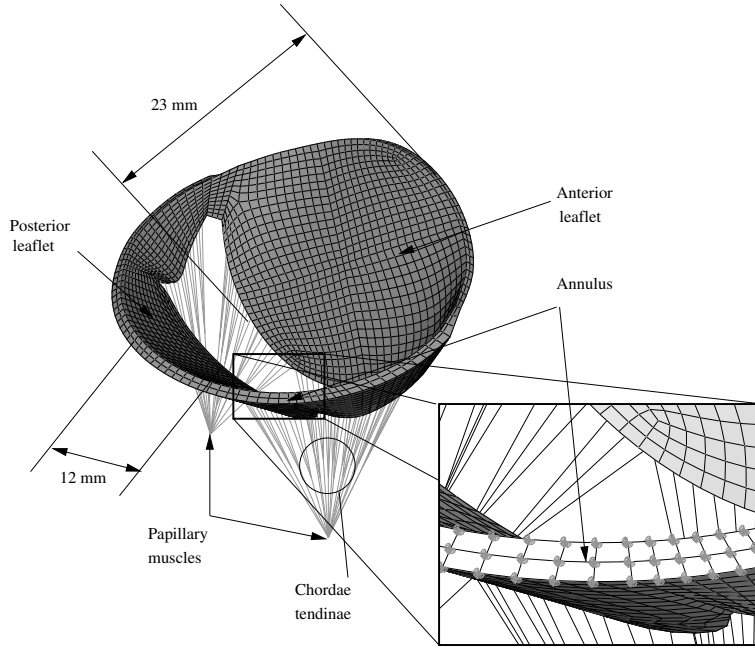 23 mm
Anterior
leaflet
Posterior
leaflet
Annulus
12 mm
Papillary
muscles
Chordae
tendinae